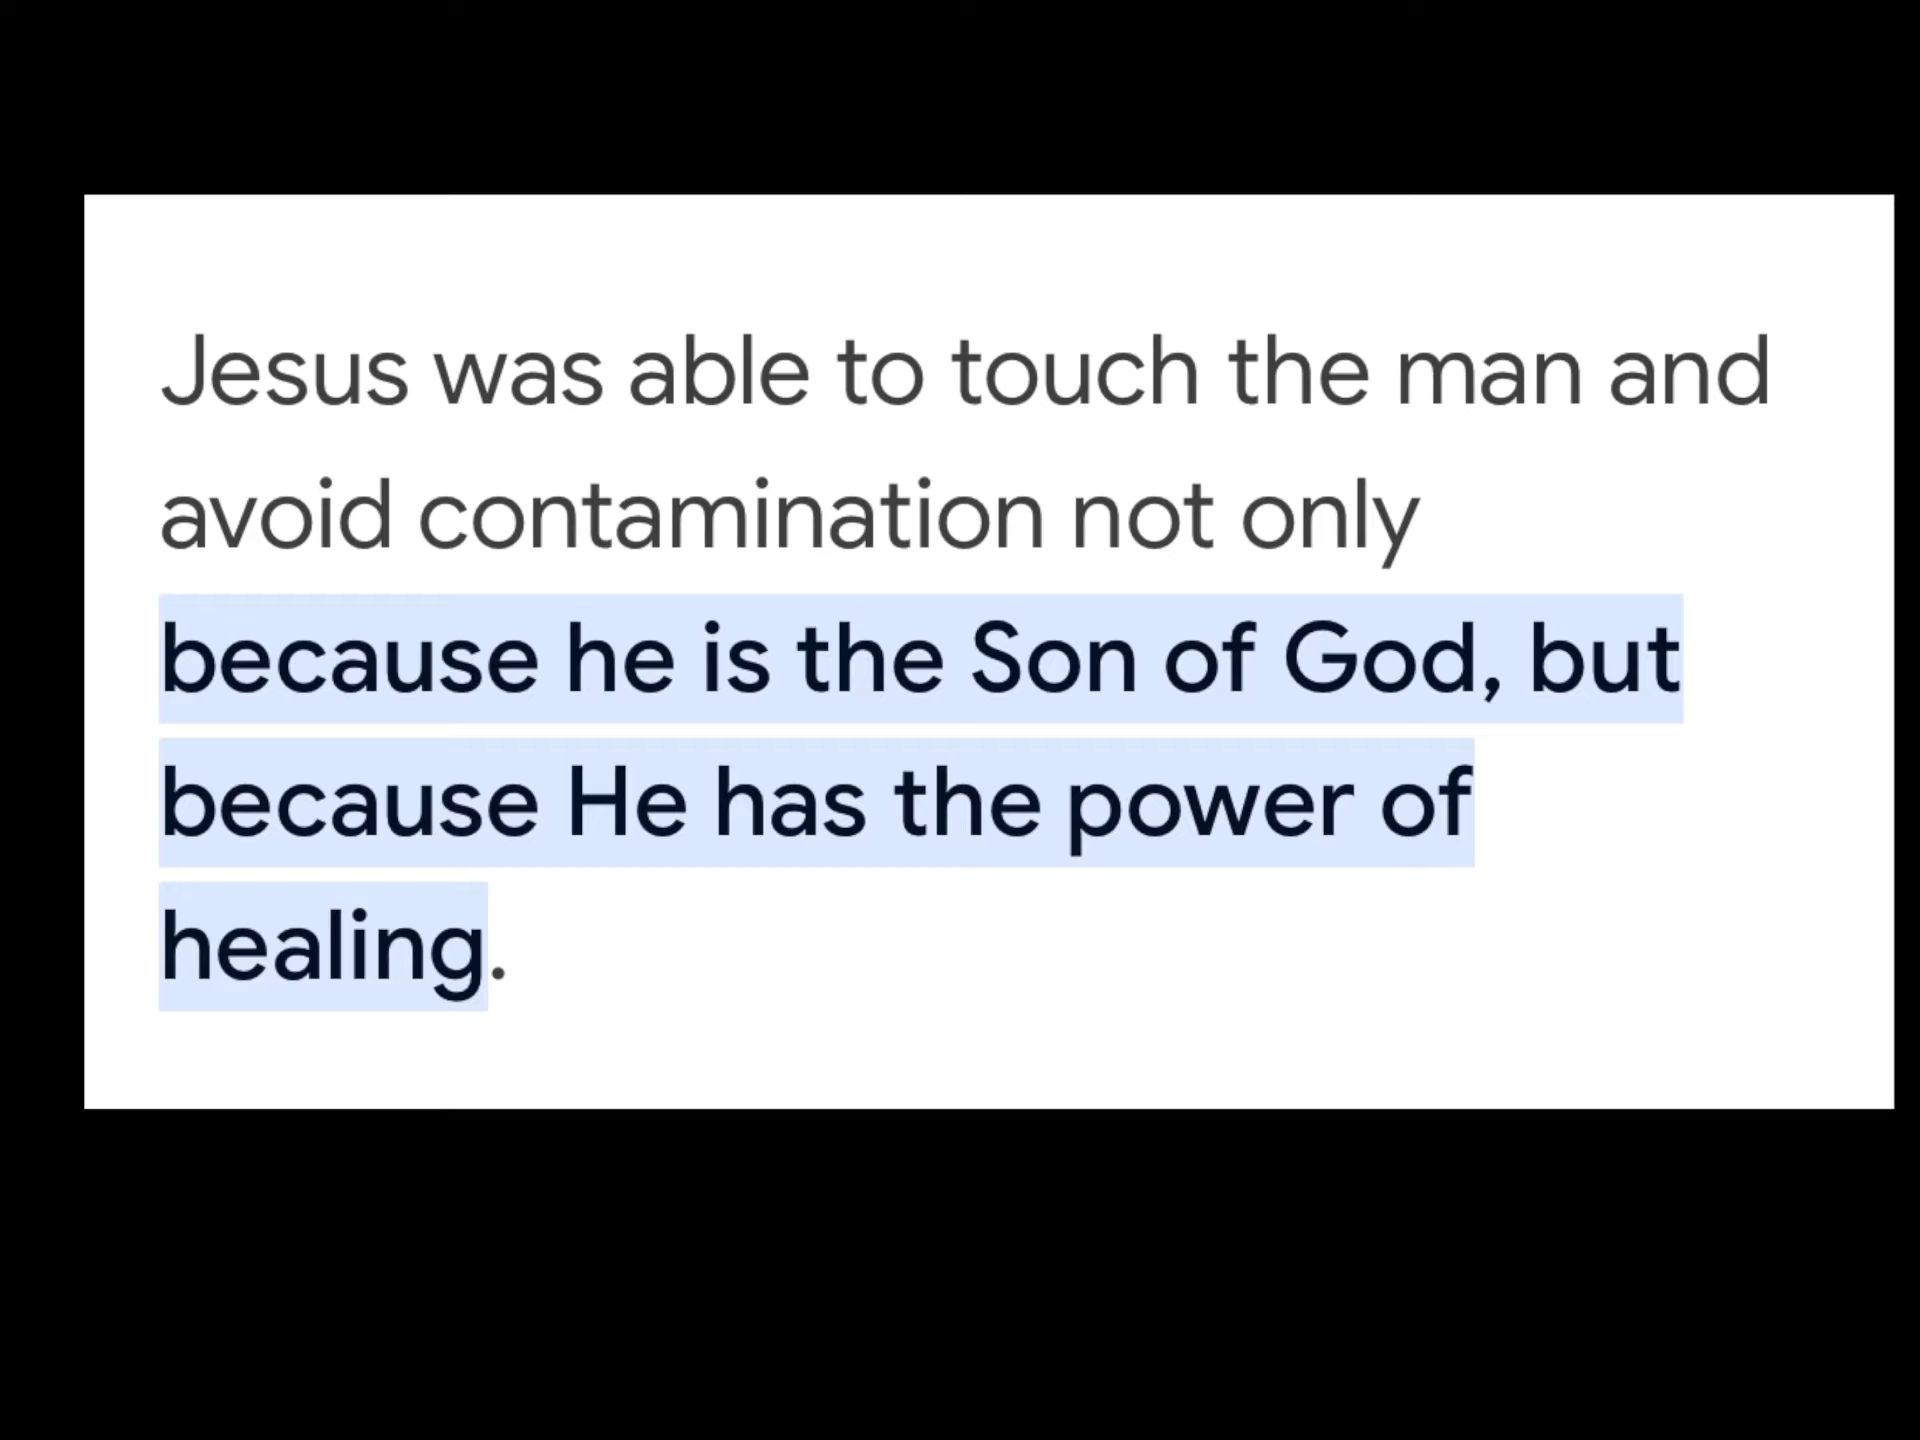 Jesus was able to touch the man and
avoid contamination not only
because he is the Son of God, but
because He has the power of
healing.